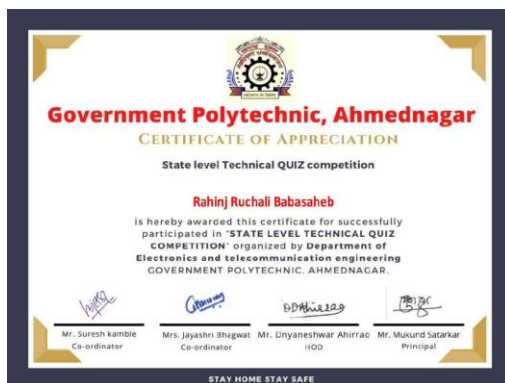 Government Polytechnic, Ahmednagar
CERTIFICATE OF APPRECIATION
State level Technical QUIZ competition
Rahinj Ruchali Babasaheb
is hereby awarded this certificate for successfully
participated in "STATE LEVEL TECHNICAL QUIZ
COMPETITION" organized by Department of
Electronics and telecommunication engineering
GOVERNMENT POLYTECHNIC, AHMEDNAGAR.
Mr. Suresh kamble Mrs. Jayashri Bhagwat Mr. Dnyaneshwar Ahirrao Mr. Mukund Satarkar
Co-ordinator Co-ordinator HOD Principal
STAY HOME STAY SAFE